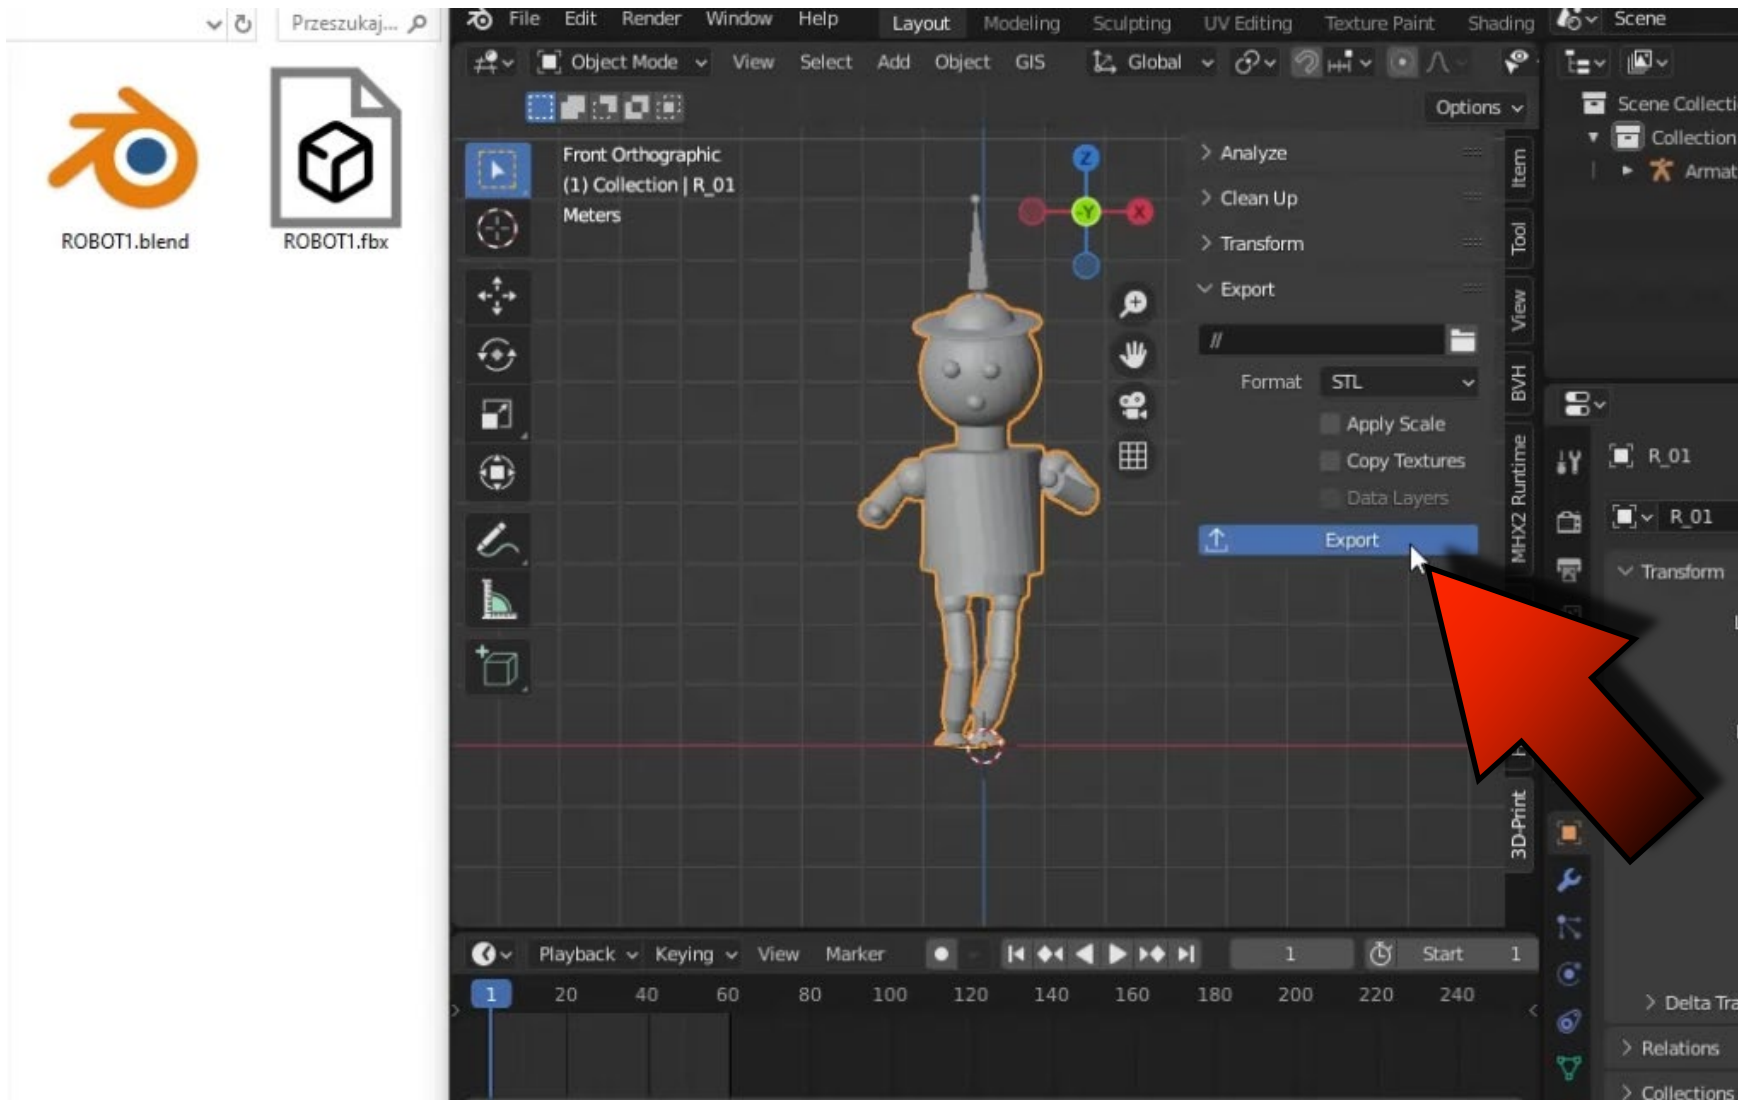 Przeszukaj...
ROBOT1.blend
ROBOT1.fbx
File Edit Render Window Help Layout Modeling Sculpting UV Editing Texture Paint Shading Scene
Object Mode View Select Add Object GIS Global
Options
Front Orthographic
(1) Collection | R_01
Meters
Z
-Y
X
Analyze
Clean Up
Transform
Export
//
Format STL
Apply Scale
Copy Textures
Data Layers
Export
Item
Tool
View
BVH
MHX2 Runtime
3D-Print
Scene Collecti
Collection
Armat
R_01
R_01
Transform
Delta Tra
Relations
Collections
Playback Keying View Marker 1 Start 1
1 20 40 60 80 100 120 140 160 180 200 220 240